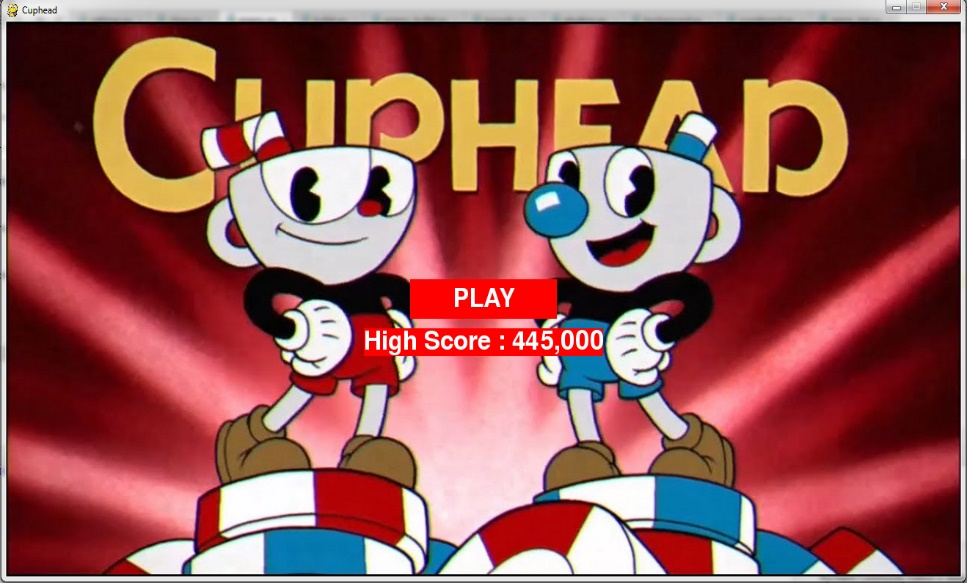 Cuphead
CUPHEAD
PLAY
High Score : 445,000